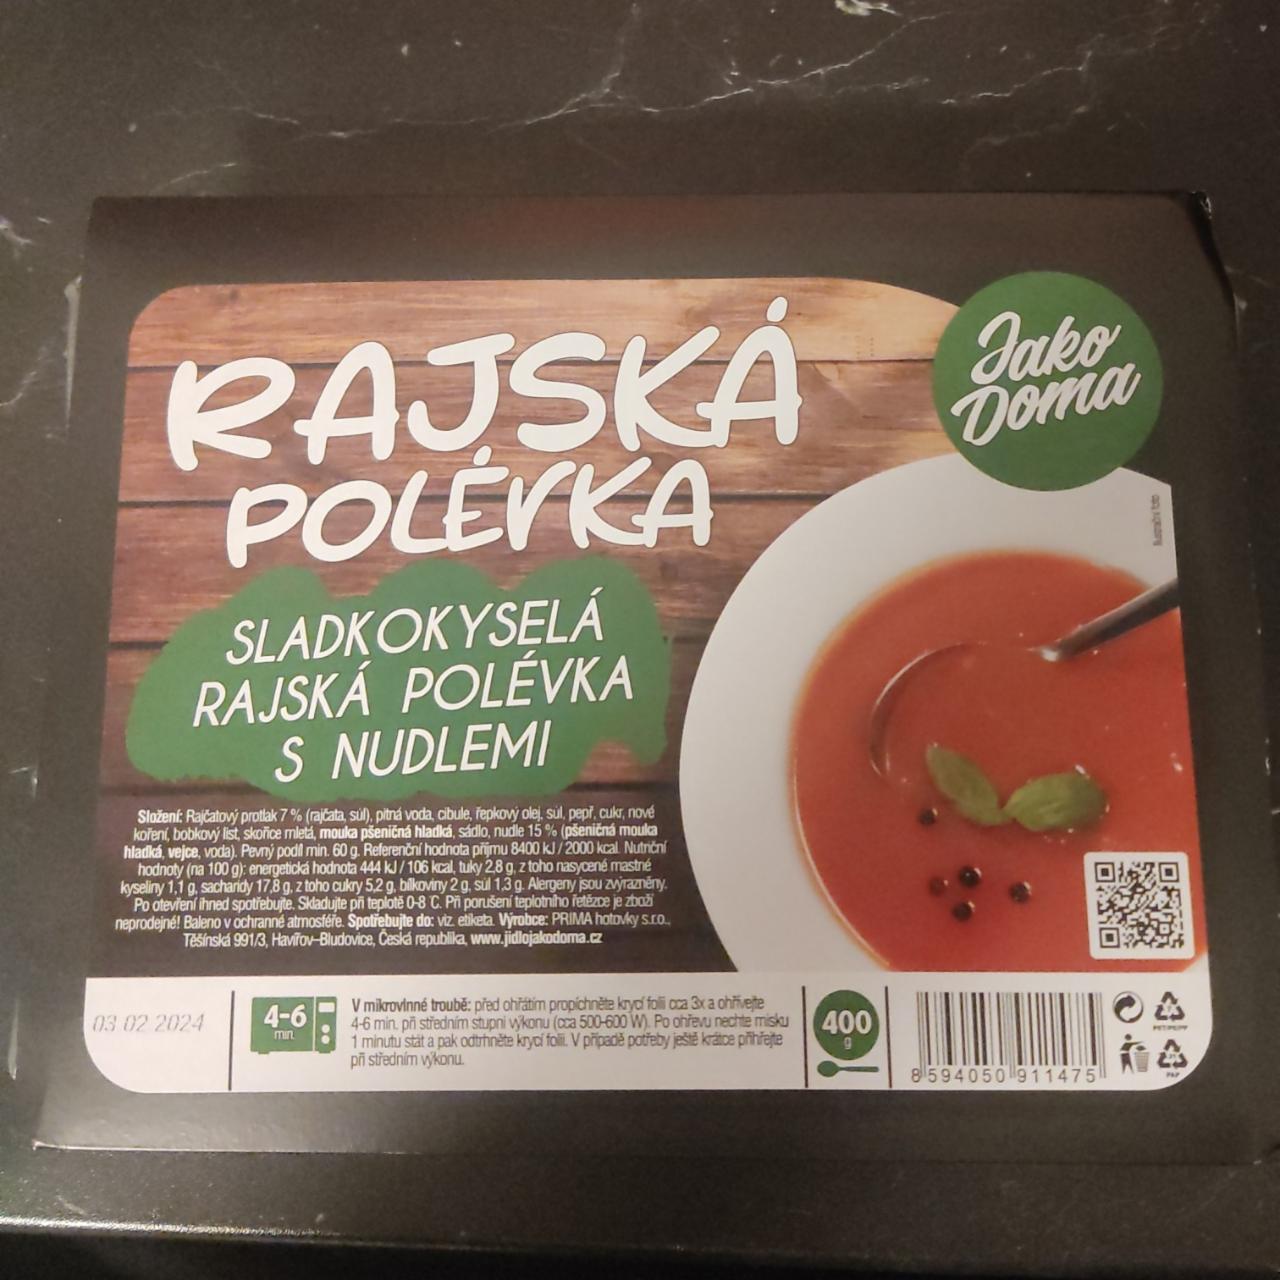 RAJSKÁ
POLÉVKA
Jako
Doma
Ilustrační foto
SLADKOKYSELÁ
RAJSKÁ POLÉVKA
S NUDLEMI
Složení: Rajčatový protlak 7 % (rajčata, sůl), pitná voda, cibule, řepkový olej, sůl, pepř, cukr, nové
koření, bobkový list, skořice mletá, mouka pšeničná hladká, sádlo, nudle 15 % (pšeničná mouka
hladká, vejce, voda). Pevný podíl min. 60 g. Referenční hodnota příjmu 8400 kJ / 2000 kcal. Nutriční
hodnoty (na 100 g): energetická hodnota 444 kJ / 106 kcal, tuky 2,8 g, z toho nasycené mastné
kyseliny 1,1 g, sacharidy 17,8 g, z toho cukry 5,2 g, bílkoviny 2 g, sůl 1,3 g. Alergeny jsou zvýrazněny.
Po otevření ihned spotřebujte. Skladujte při teplotě 0-8°C. Při porušení teplotního řetězce je zboží
neprodejné! Baleno v ochranné atmosféře. Spotřebujte do: viz. etiketa. Výrobce: PRIMA hotovky s.r.o.,
Těšínská 991/3, Havířov–Bludovice, Česká republika, www.jidlojakodoma.cz
03 02 2024
4-6
min.
V mikrovlnné troubě: před ohřátím propíchněte krycí folii cca 3x a ohřívejte
4-6 min. při středním stupni výkonu (cca 500-600 W). Po ohřevu nechte misku
1 minutu stát a pak odtrhněte krycí folii. V případě potřeby ještě krátce přihřejte
při středním výkonu.
400
g
8 594050 911475
PET/PE/PP
PAP